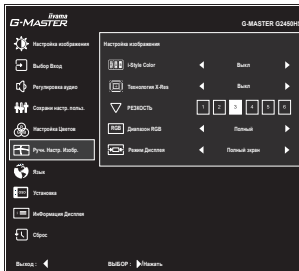 iiyama
G-MASTER
G-MASTER G2450H
Настройка изображения
Выбор Вход
Регулировка аудио
Сохрани настр. польз.
Настройка Цветов
Ручн. Настр. Изобр.
Язык
Установка
Информация Дисплея
Сброс
Настройка изображения
i-Style Color Выкл
Технология X-Res Выкл
РЕЗКОСТЬ 1 2 3 4 5 6
RGB Диапазон RGB Полный
Режим Дисплея Полный экран
Выход : ВЫБОР : /Нажать